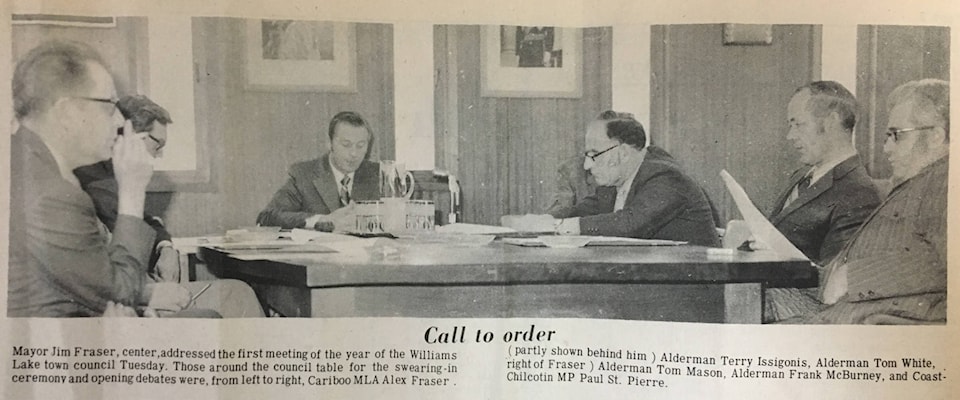 Call to order
Mayor Jim Fraser, center,addressed the first meeting of the year of the Williams
Lake town council Tuesday. Those around the council table for the swearing-in
ceremony and opening debates were, from left to right, Cariboo MLA Alex Fraser .
( partly shown behind him ) Alderman Terry Issigonis, Alderman Tom White,
right of Fraser ) Alderman Tom Mason, Alderman Frank McBurney, and Coast-
Chilcotin MP Paul St. Pierre.